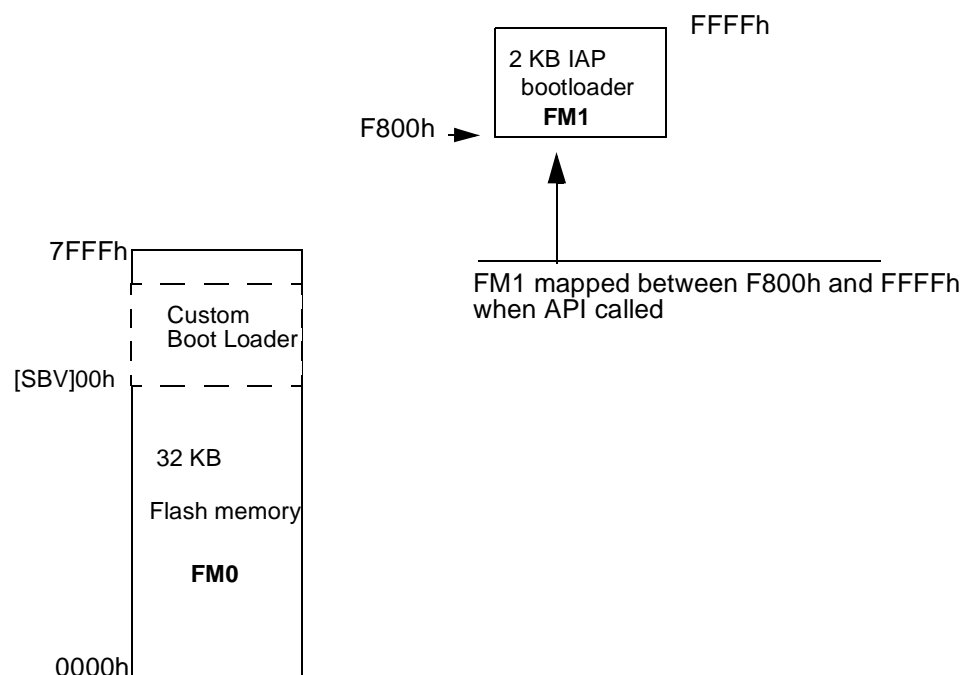 FFFFh
2 KB IAP
bootloader
FM1
F800h
7FFFh
FM1 mapped between F800h and FFFFh
when API called
Custom
Boot Loader
[SBV]00h
32 KB
Flash memory
FM0
0000h